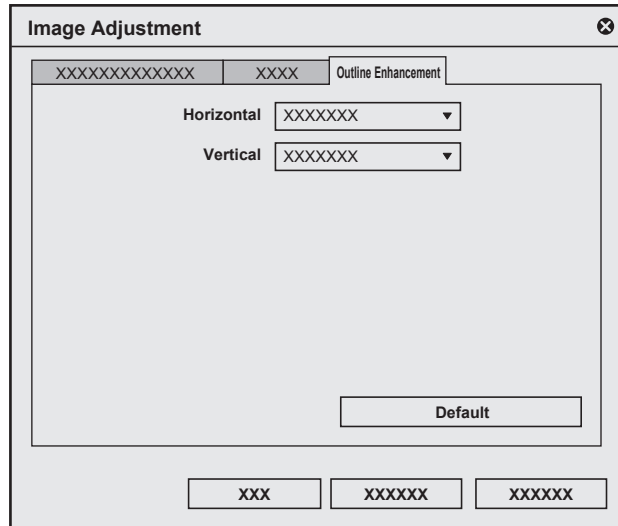 Image Adjustment
XXXXXXXXXXXXX XXXX Outline Enhancement
Horizontal XXXXXXX
Vertical XXXXXXX
Default
XXX XXXXXX XXXXXX